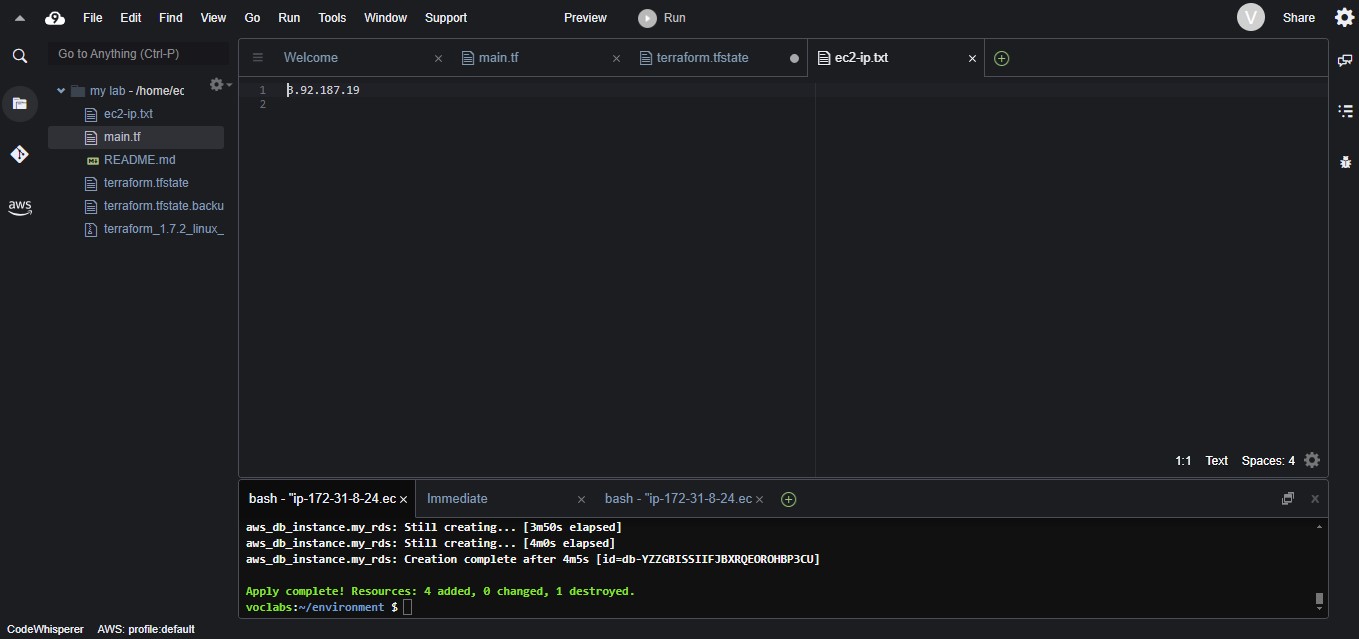 File Edit Find View Go Run Tools Window Support Preview Run V Share
Go to Anything (Ctrl-P)
my lab - /home/ec
ec2-ip.txt
main.tf
README.md
terraform.tfstate
terraform.tfstate.backu
terraform_1.7.2_linux_
aws
Welcome main.tf terraform.tfstate ec2-ip.txt
1 3.92.187.19
2
1:1 Text Spaces: 4
bash - "ip-172-31-8-24.ec Immediate bash - "ip-172-31-8-24.ec
aws_db_instance.my_rds: Still creating... [3m50s elapsed]
aws_db_instance.my_rds: Still creating... [4m0s elapsed]
aws_db_instance.my_rds: Creation complete after 4m5s [id=db-YZZGBISSIIFJBXRQEOROHBP3CU]
Apply complete! Resources: 4 added, 0 changed, 1 destroyed.
voclabs:~/environment $
CodeWhisperer AWS: profile:default